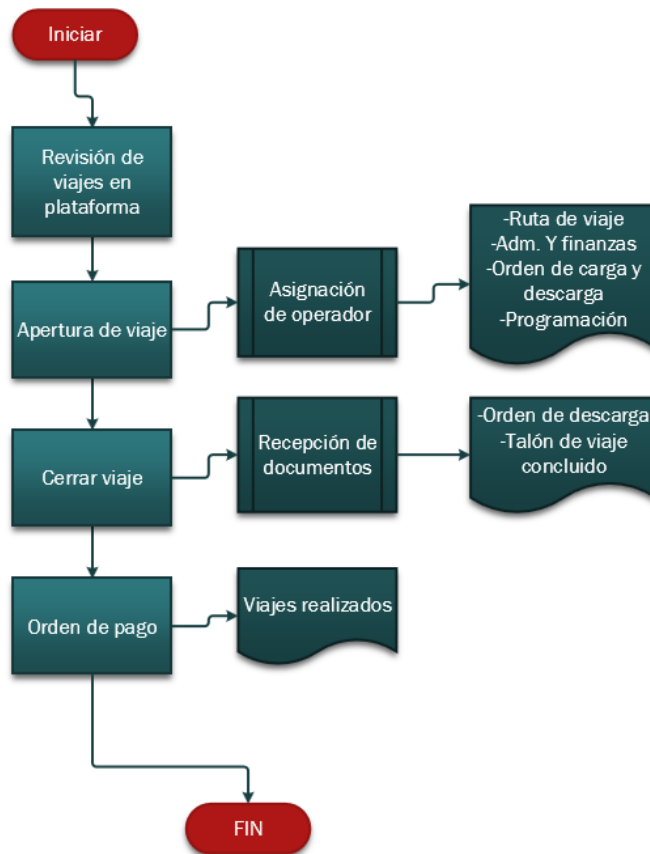 Iniciar
Revisión de
viajes en
plataforma
Apertura de viaje
Asignación
de operador
-Ruta de viaje
-Adm. Y finanzas
-Orden de carga y
descarga
-Programación
Cerrar viaje
Recepción de
documentos
-Orden de descarga
-Talón de viaje
concluido
Orden de pago
Viajes realizados
FIN